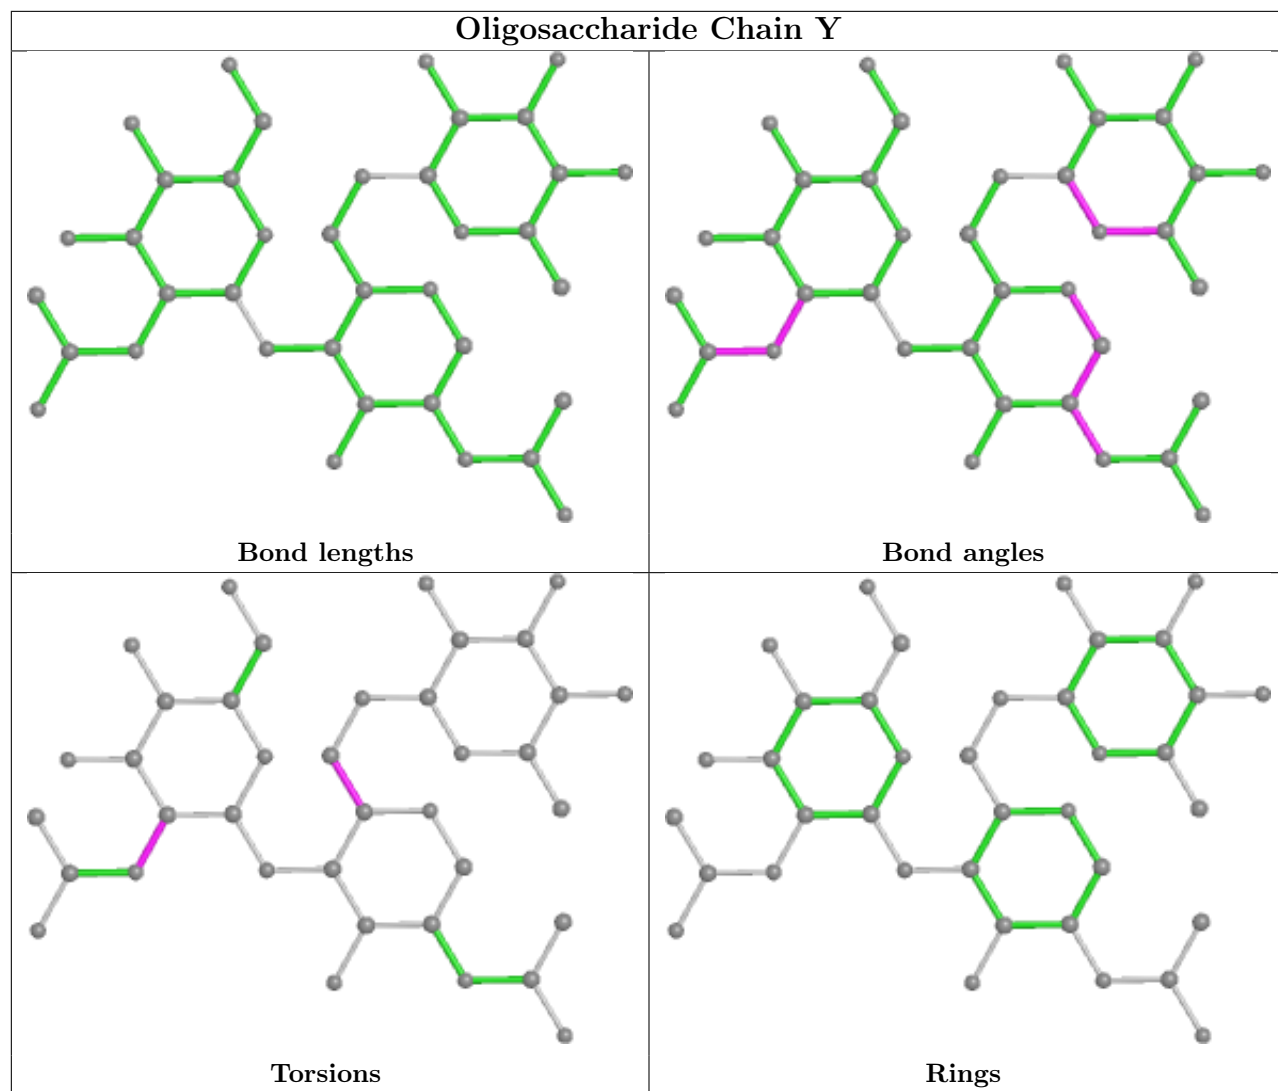 Oligosaccharide Chain Y
Bond lengths
Bond angles
Torsions
Rings